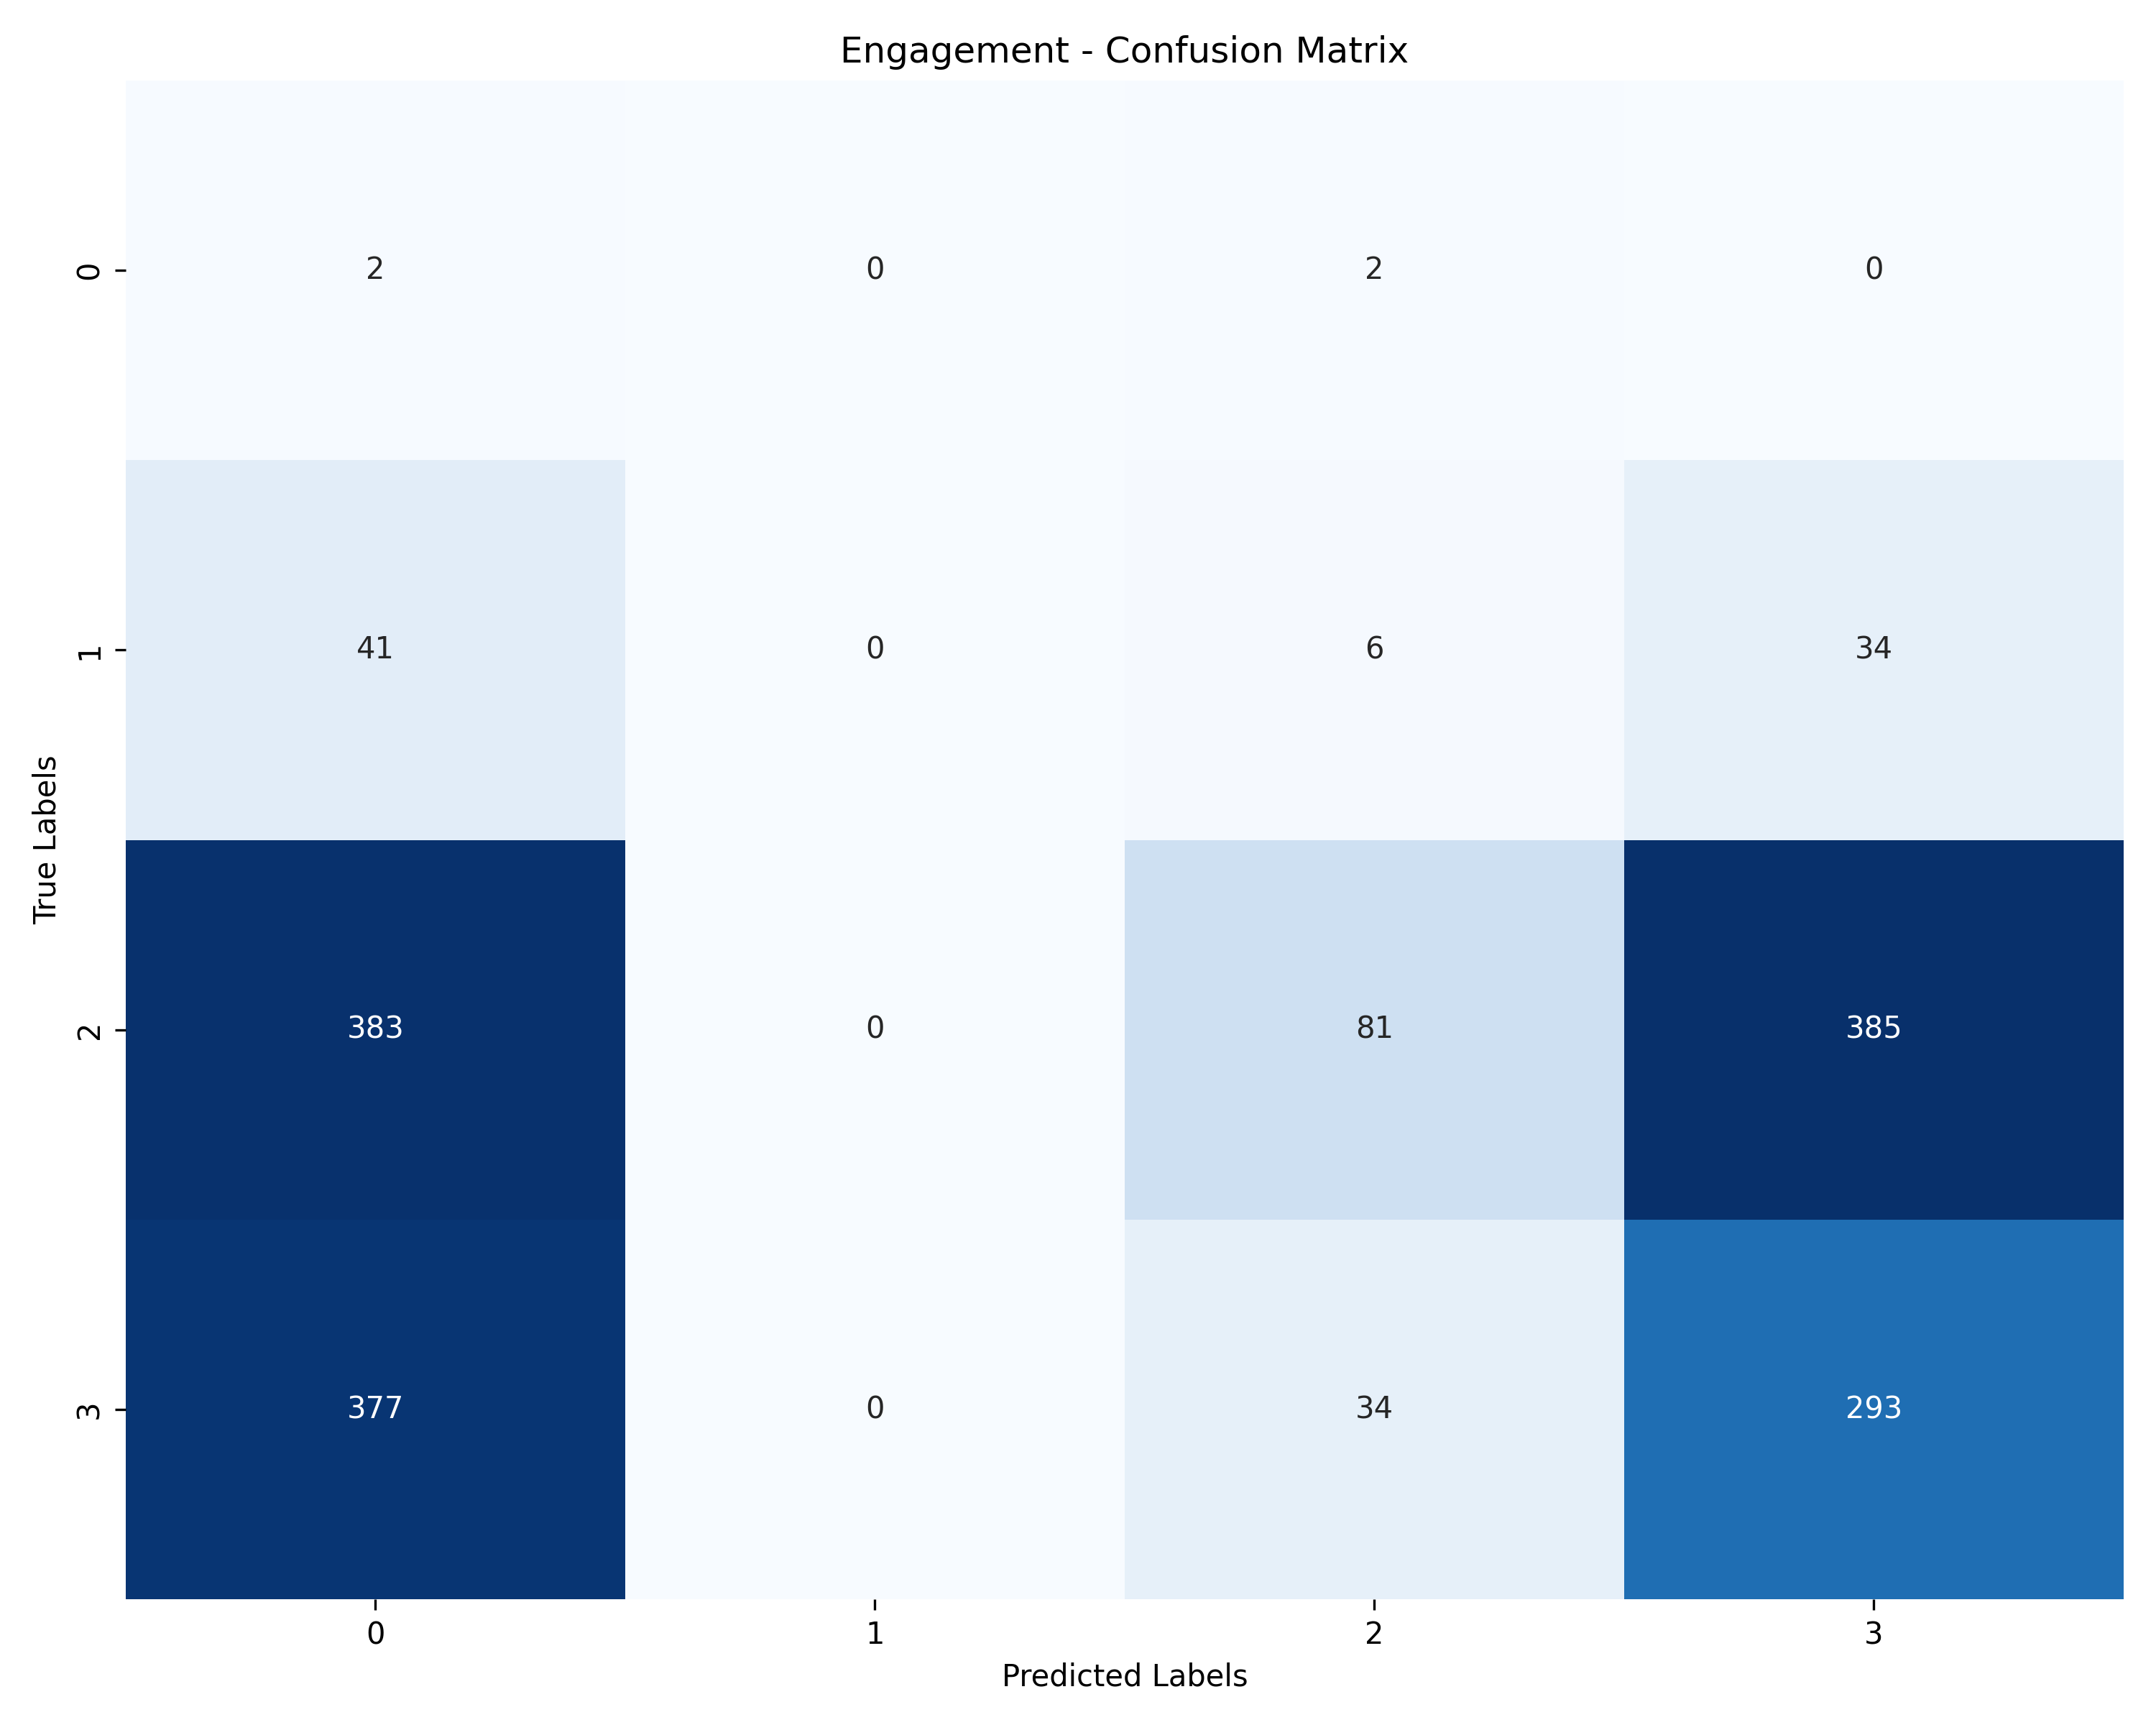 Engagement - Confusion Matrix
True Labels
0 2 0 2 0
1 41 0 6 34
2 383 0 81 385
3 377 0 34 293
0 1 2 3
Predicted Labels